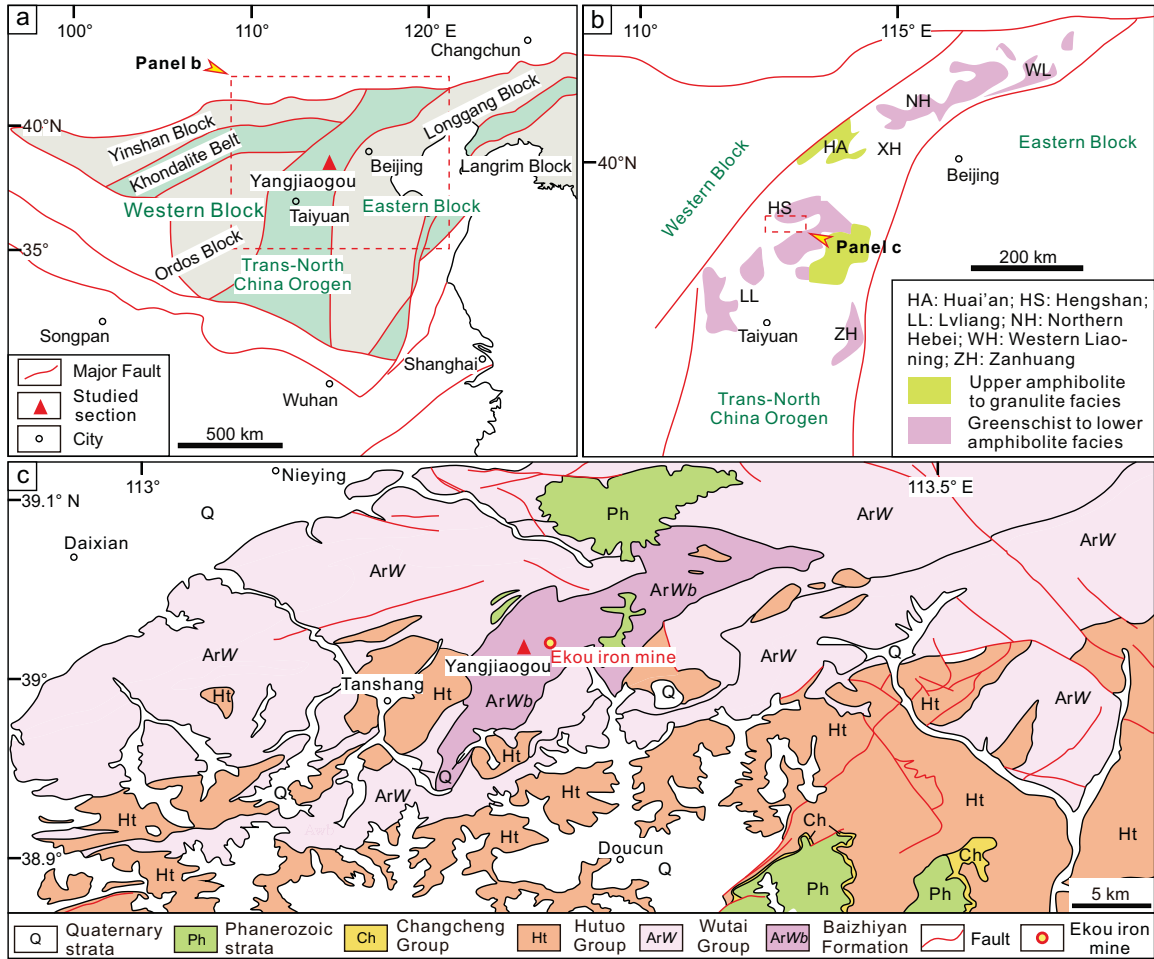 a
100°
110°
120° E
Changchun
Panel b
40°N
Yinshan Block
Khondalite Belt
Longgang Block
Beijing
Langrim Block
Yangjiaogou
Western Block
Taiyuan
Eastern Block
Ordos Block
35°
Trans-North
China Orogen
Songpan
Shanghai
Wuhan
Major Fault
Studied
section
City
500 km
b
110°
115° E
WL
NH
HA
XH
Eastern Block
40°N
Beijing
Western Block
HS
Panel c
200 km
LL
Taiyuan
ZH
Trans-North
China Orogen
HA: Huai'an; HS: Hengshan;
LL: Lvliang; NH: Northern
Hebei; WH: Western Liao-
ning; ZH: Zanhuang
Upper amphibolite
to granulite facies
Greenschist to lower
amphibolite facies
c
113°
Nieying
113.5° E
39.1° N
Q
Ph
ArW
ArW
Daixian
ArW
ArWb
ArW
Yangjiaogou
Ekou iron mine
ArW
Q
Tanshang
Ht
Ht
ArWb
Q
Ht
ArW
39°
Ht
Ht
Q
Q
ArW
Ht
Ht
Ht
Ht
Ch
Ht
Doucun
38.9°
Ht
Q
Ch
Ph
Ph
5 km
Q
Quaternary
strata
Ph
Phanerozoic
strata
Ch
Changcheng
Group
Ht
Hutuo
Group
ArW
Wutai
Group
ArWb
Baizhiyan
Formation
Fault
Ekou iron
mine